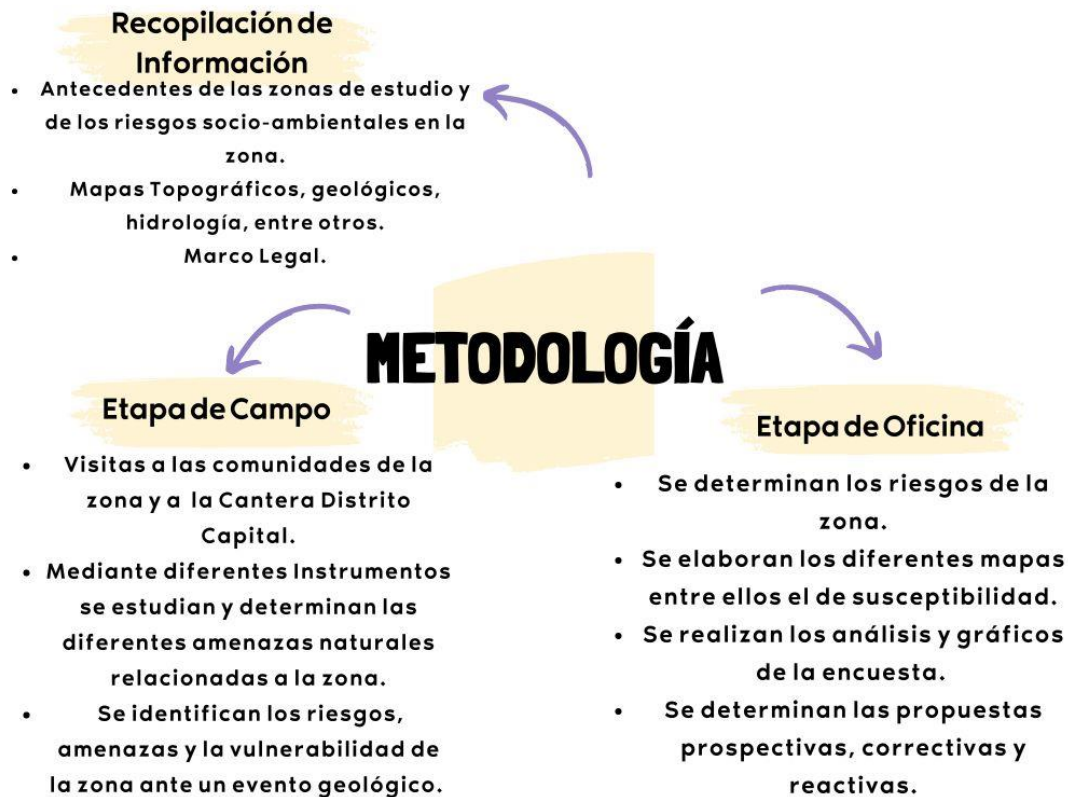 Recopilación de
Información
• Antecedentes de las zonas de estudio y
de los riesgos socio-ambientales en la
zona.
• Mapas Topográficos, geológicos,
hidrología, entre otros.
• Marco Legal.
METODOLOGÍA
Etapa de Campo
• Visitas a las comunidades de la
zona y a la Cantera Distrito
Capital.
• Mediante diferentes Instrumentos
se estudian y determinan las
diferentes amenazas naturales
relacionadas a la zona.
• Se identifican los riesgos,
amenazas y la vulnerabilidad de
la zona ante un evento geológico.
Etapa de Oficina
• Se determinan los riesgos de la
zona.
• Se elaboran los diferentes mapas
entre ellos el de susceptibilidad.
• Se realizan los análisis y gráficos
de la encuesta.
• Se determinan las propuestas
prospectivas, correctivas y
reactivas.